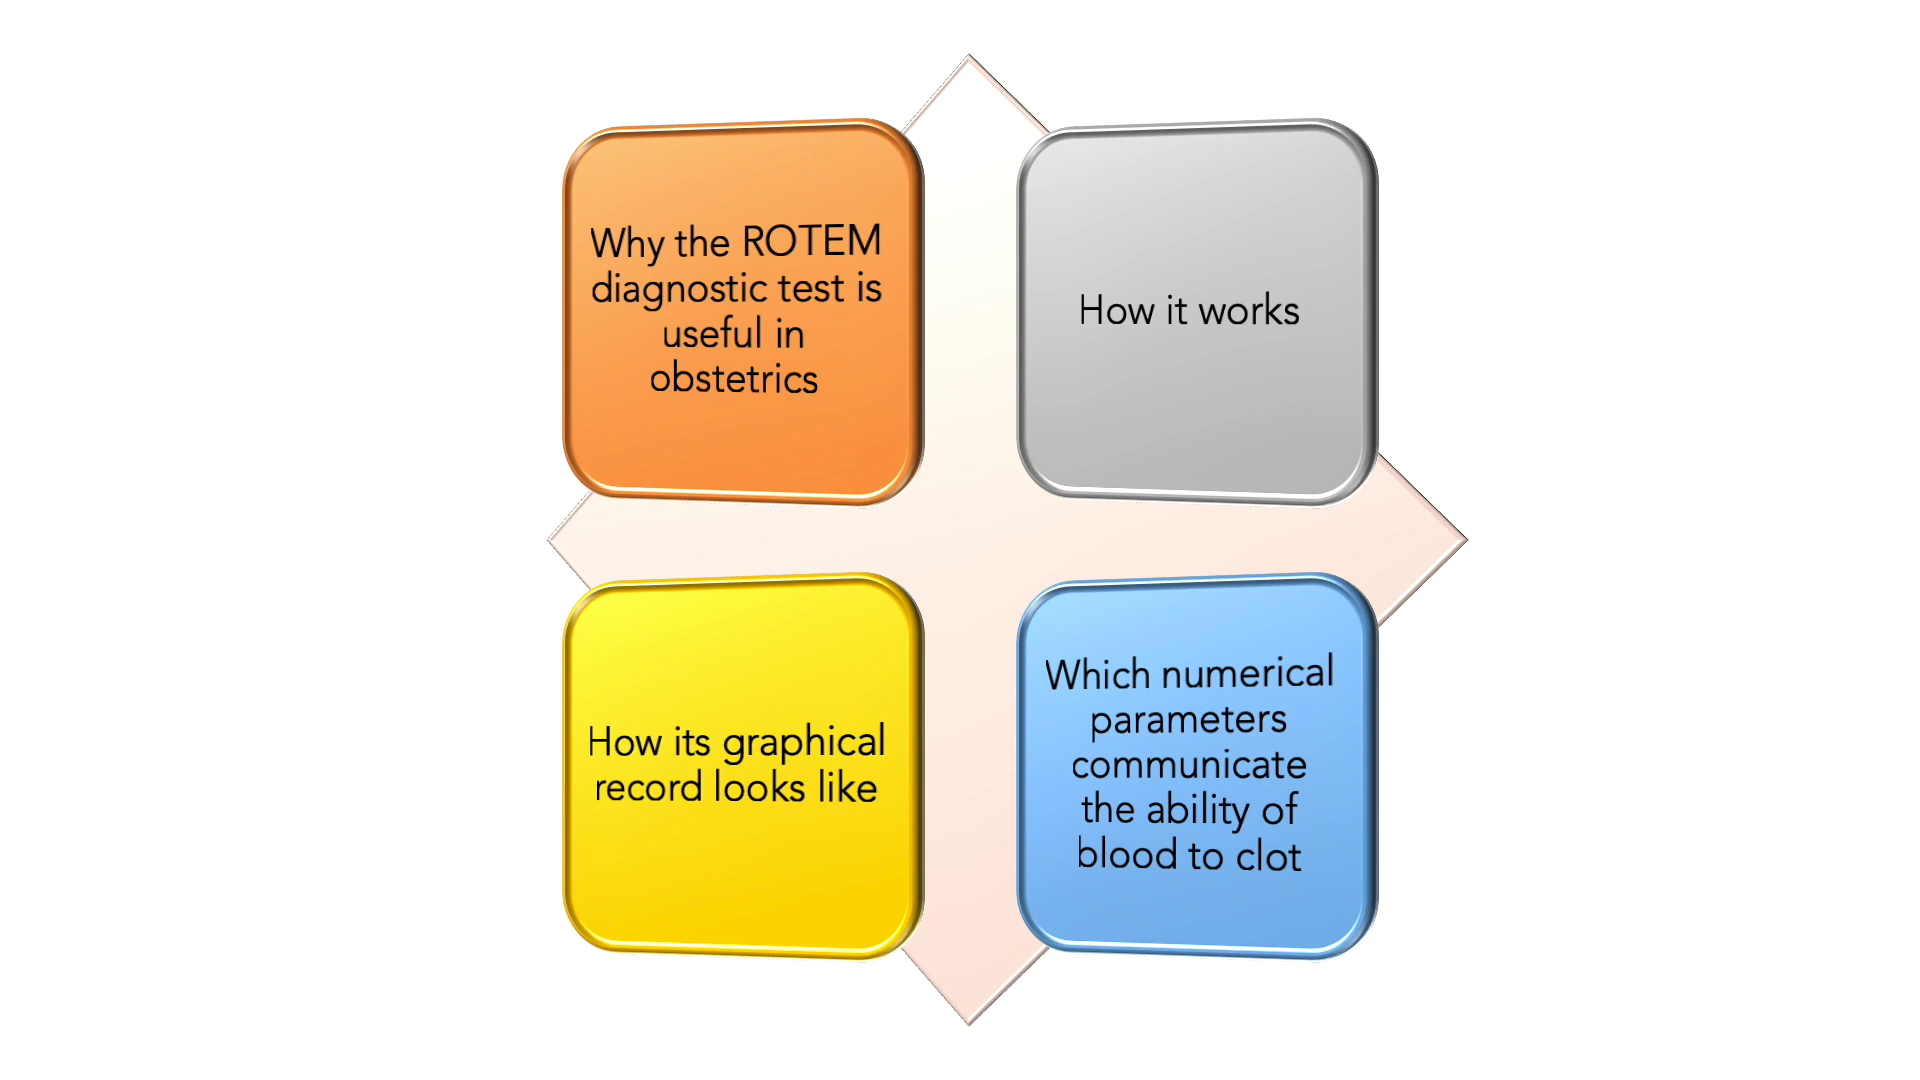 Why the ROTEM
diagnostic test is
useful in
obstetrics
How it works
How its graphical
record looks like
Which numerical
parameters
communicate
the ability of
blood to clot